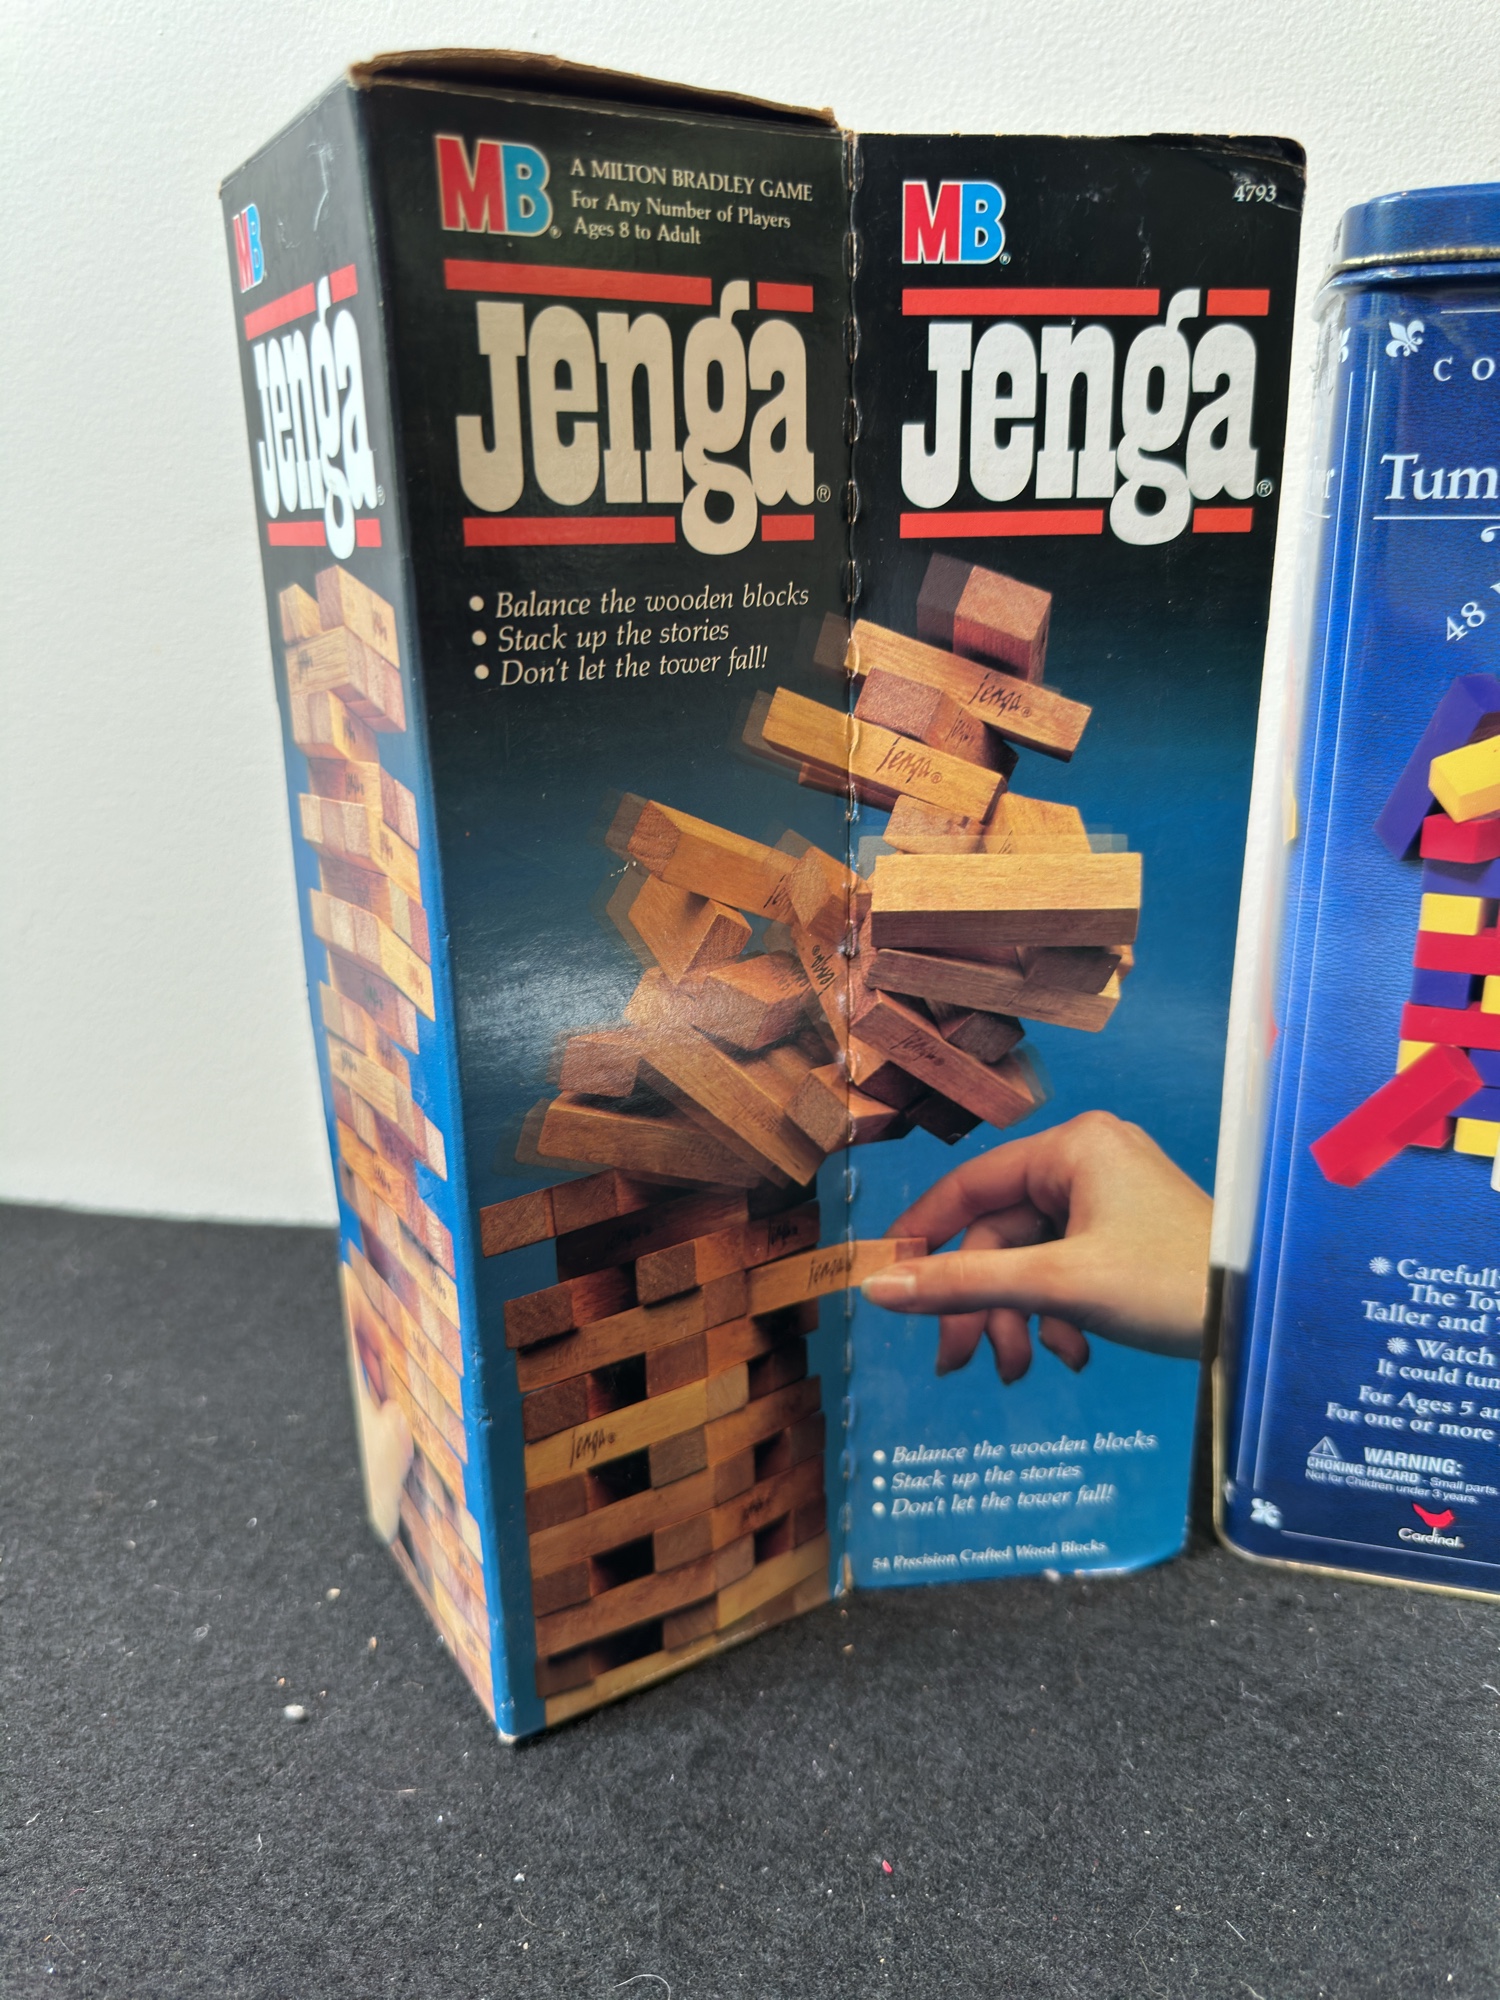 MB
Jenga®
MB®
A MILTON BRADLEY GAME
For Any Number of Players
Ages 8 to Adult
Jenga®
• Balance the wooden blocks
• Stack up the stories
• Don't let the tower fall!
MB®
4793
Jenga®
Jenga®
Jenga®
Jenga®
Jenga
Jenga®
• Balance the wooden blocks
• Stack up the stories
• Don't let the tower fall!
54 Precision Crafted Wood Blocks
CO
Tum
48
Carefull
The To
Taller and
Watch
It could tum
For Ages 5 a
For one or more
WARNING:
CHOKING HAZARD - Small parts.
Not for Children under 3 years.
Cardinal